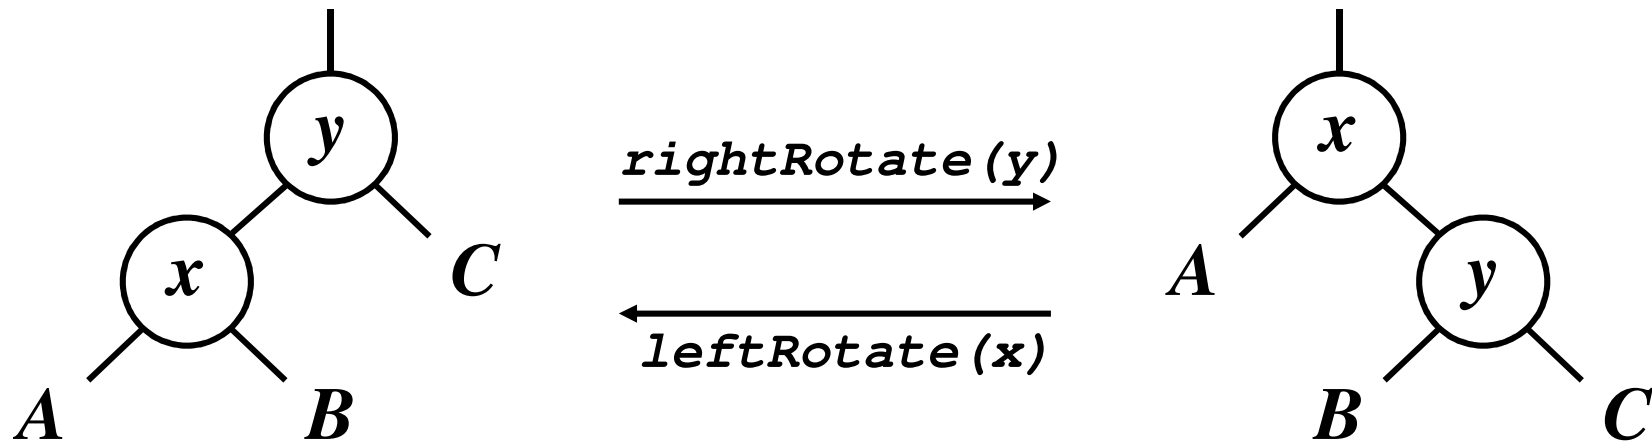 y
x
A
B
C
rightRotate(y)
leftRotate(x)
x
A
y
B
C